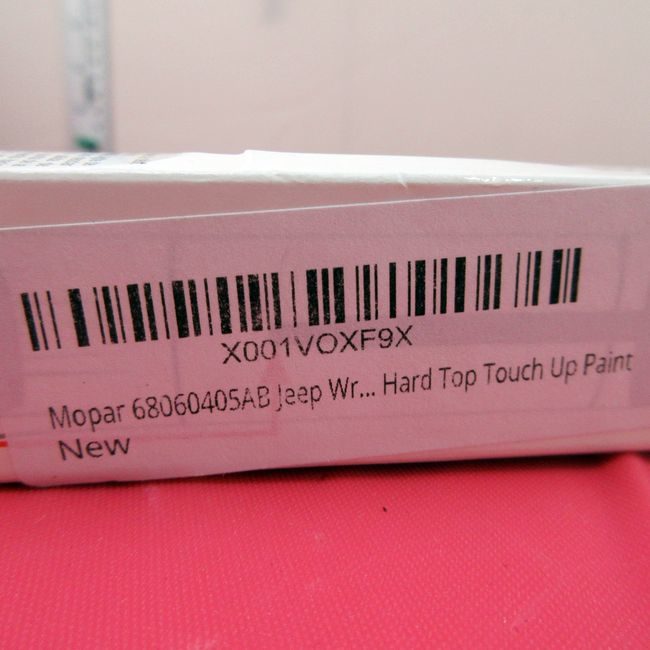 X001VOXF9X
Mopar 68060405AB Jeep Wr... Hard Top Touch Up Paint
New